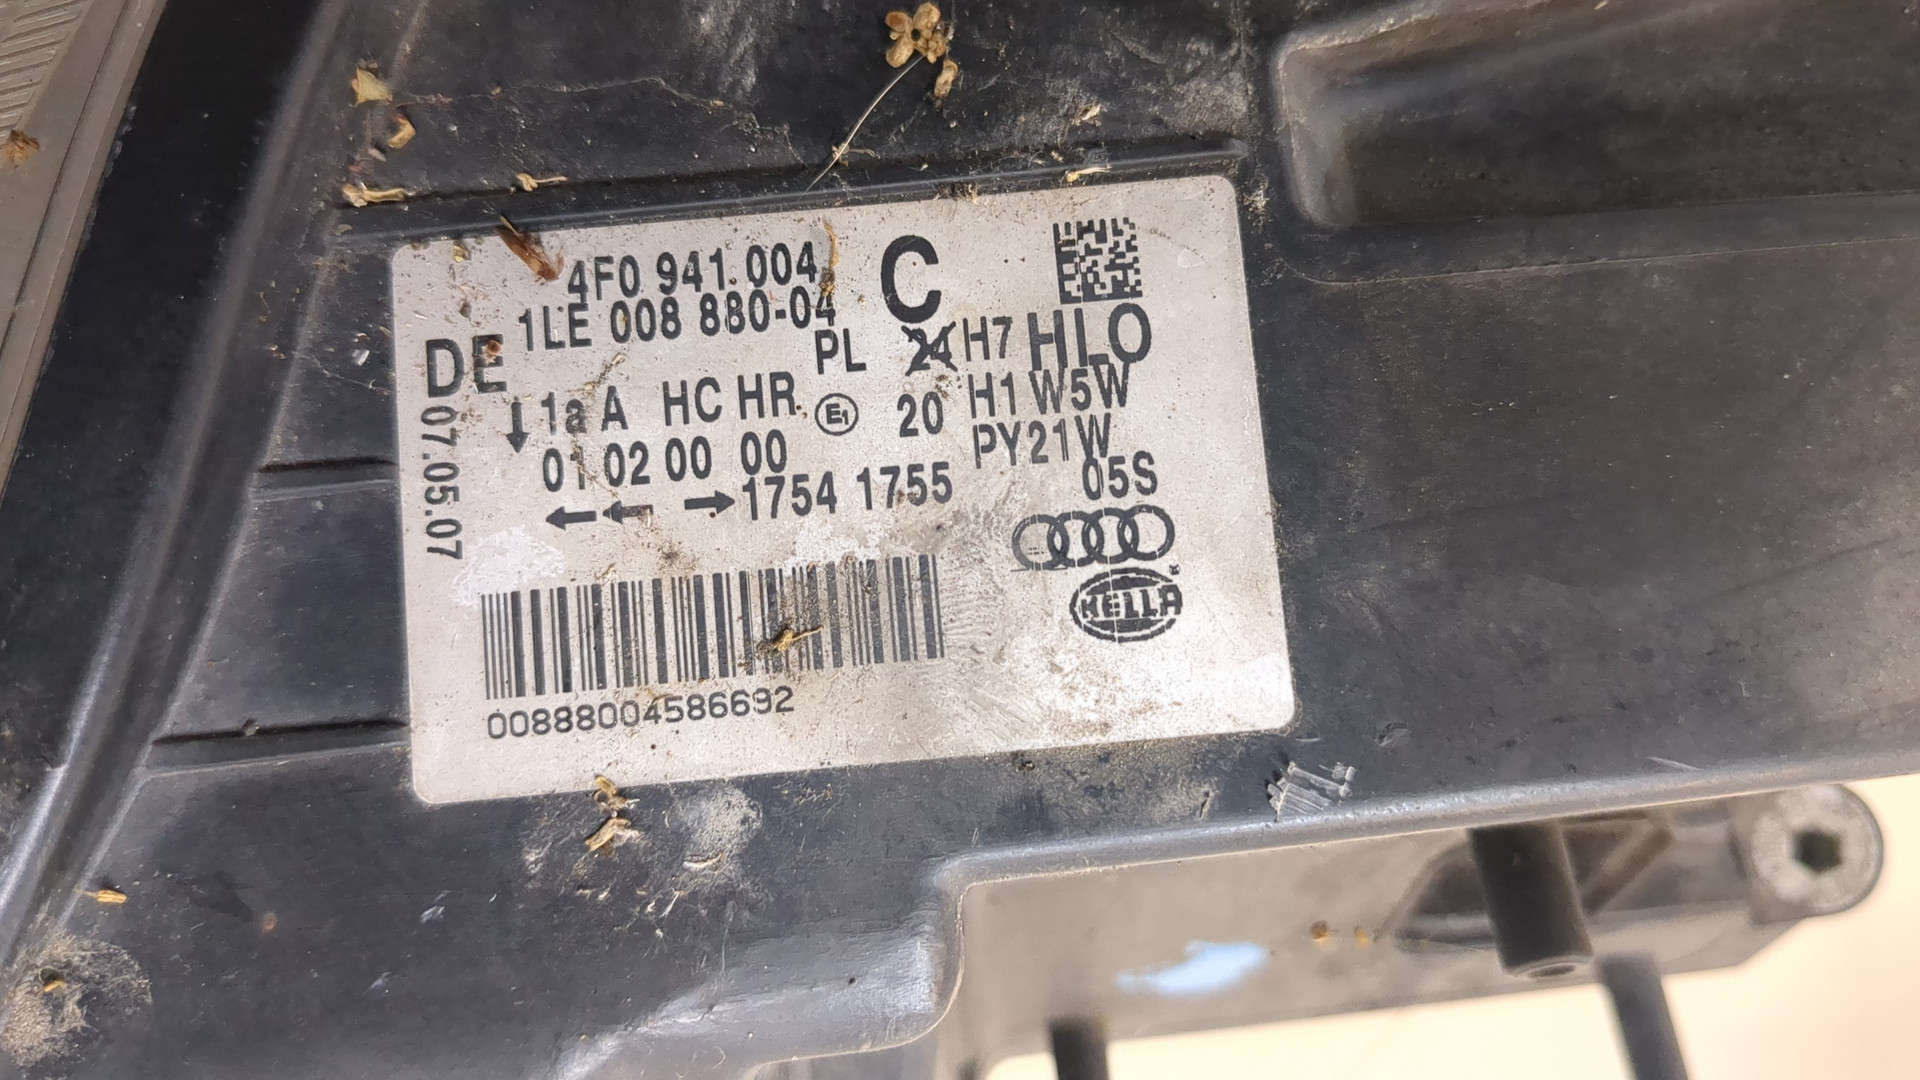 4F0 941.004 C
1LE 008 880-04
DE PL 24 H7 HLO
1a A HC HR E1 20 H1 W5W
01 02 00 00 PY21W
1754 1755 05S
07.05.07
HELLA
00888004586692